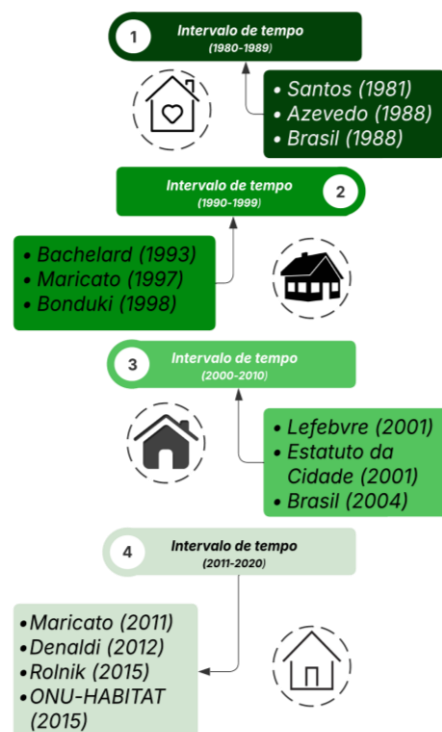 1
Intervalo de tempo
(1980-1989)
• Santos (1981)
• Azevedo (1988)
• Brasil (1988)
Intervalo de tempo
(1990-1999)
2
• Bachelard (1993)
• Maricato (1997)
• Bonduki (1998)
3
Intervalo de tempo
(2000-2010)
• Lefebvre (2001)
• Estatuto da
Cidade (2001)
• Brasil (2004)
4
Intervalo de tempo
(2011-2020)
• Maricato (2011)
• Denaldi (2012)
• Rolnik (2015)
• ONU-HABITAT
(2015)